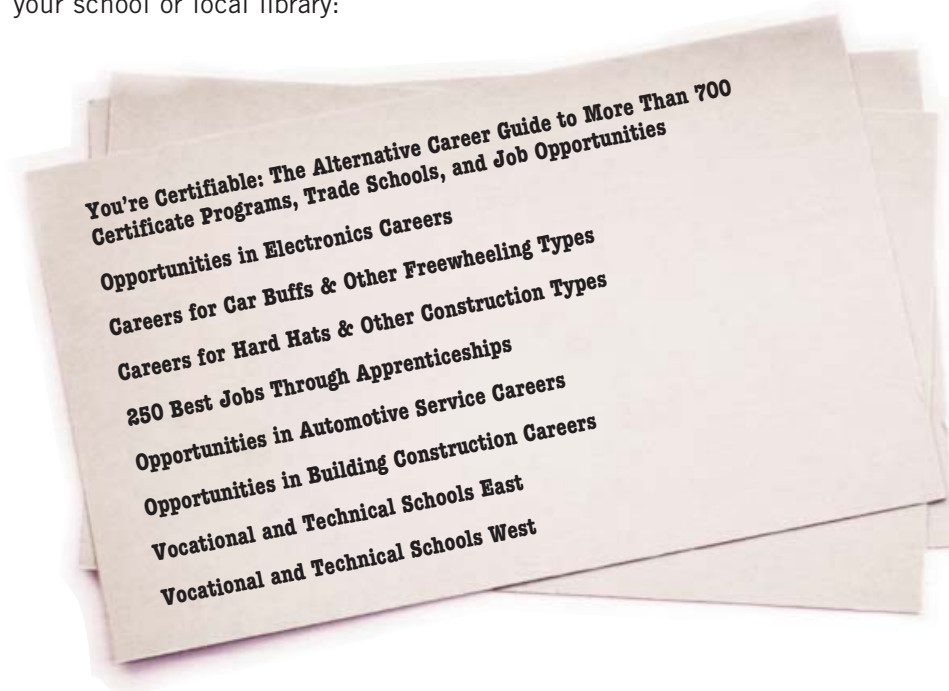 your school or local library:
You’re Certifiable: The Alternative Career Guide to More Than 700
Certificate Programs, Trade Schools, and Job Opportunities
Opportunities in Electronics Careers
Careers for Car Buffs & Other Freewheeling Types
Careers for Hard Hats & Other Construction Types
250 Best Jobs Through Apprenticeships
Opportunities in Automotive Service Careers
Opportunities in Building Construction Careers
Vocational and Technical Schools East
Vocational and Technical Schools West